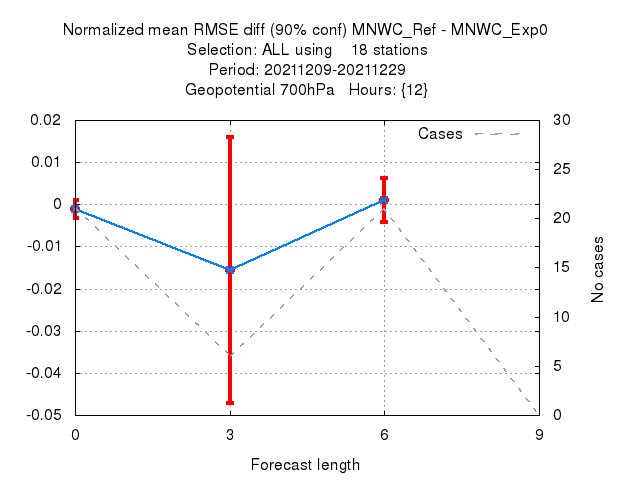 Normalized mean RMSE diff (90% conf) MNWC_Ref - MNWC_Exp0
Selection: ALL using    18 stations
Period: 20211209-20211229
Geopotential 700hPa   Hours: {12}
Cases
0.02
0.01
0
-0.01
-0.02
-0.03
-0.04
-0.05
30
25
20
15
10
5
0
No cases
0 3 6 9
Forecast length